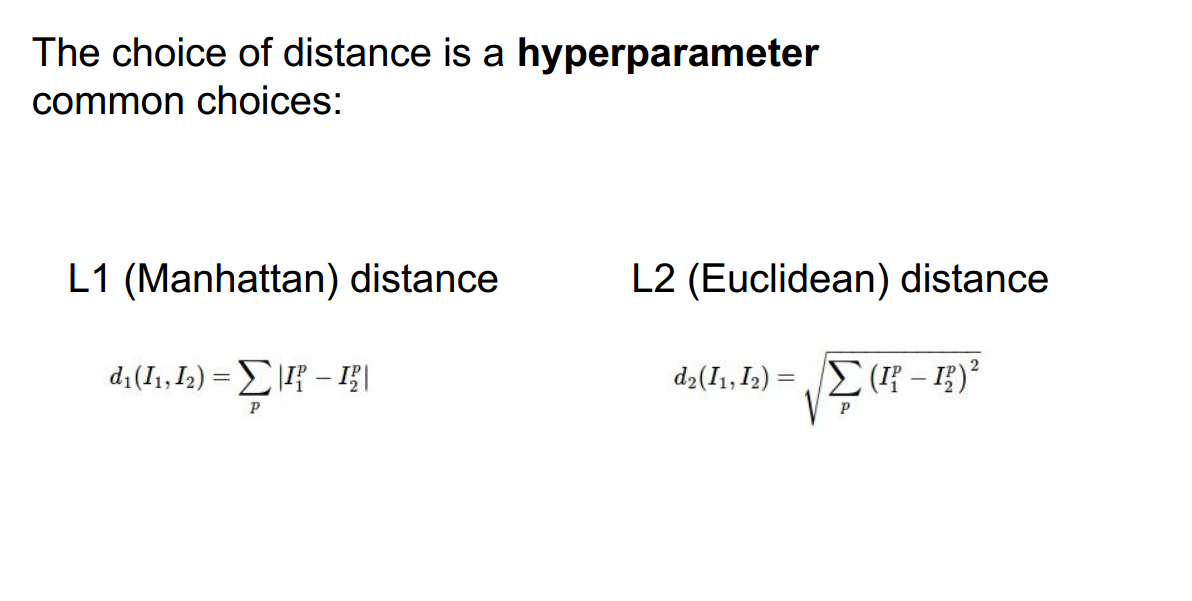 The choice of distance is a hyperparameter
common choices:
L1 (Manhattan) distance
L2 (Euclidean) distance
d₁(I₁, I₂) = ∑ₚ |I₁ᵖ − I₂ᵖ|
d₂(I₁, I₂) = √(∑ₚ (I₁ᵖ − I₂ᵖ)²)